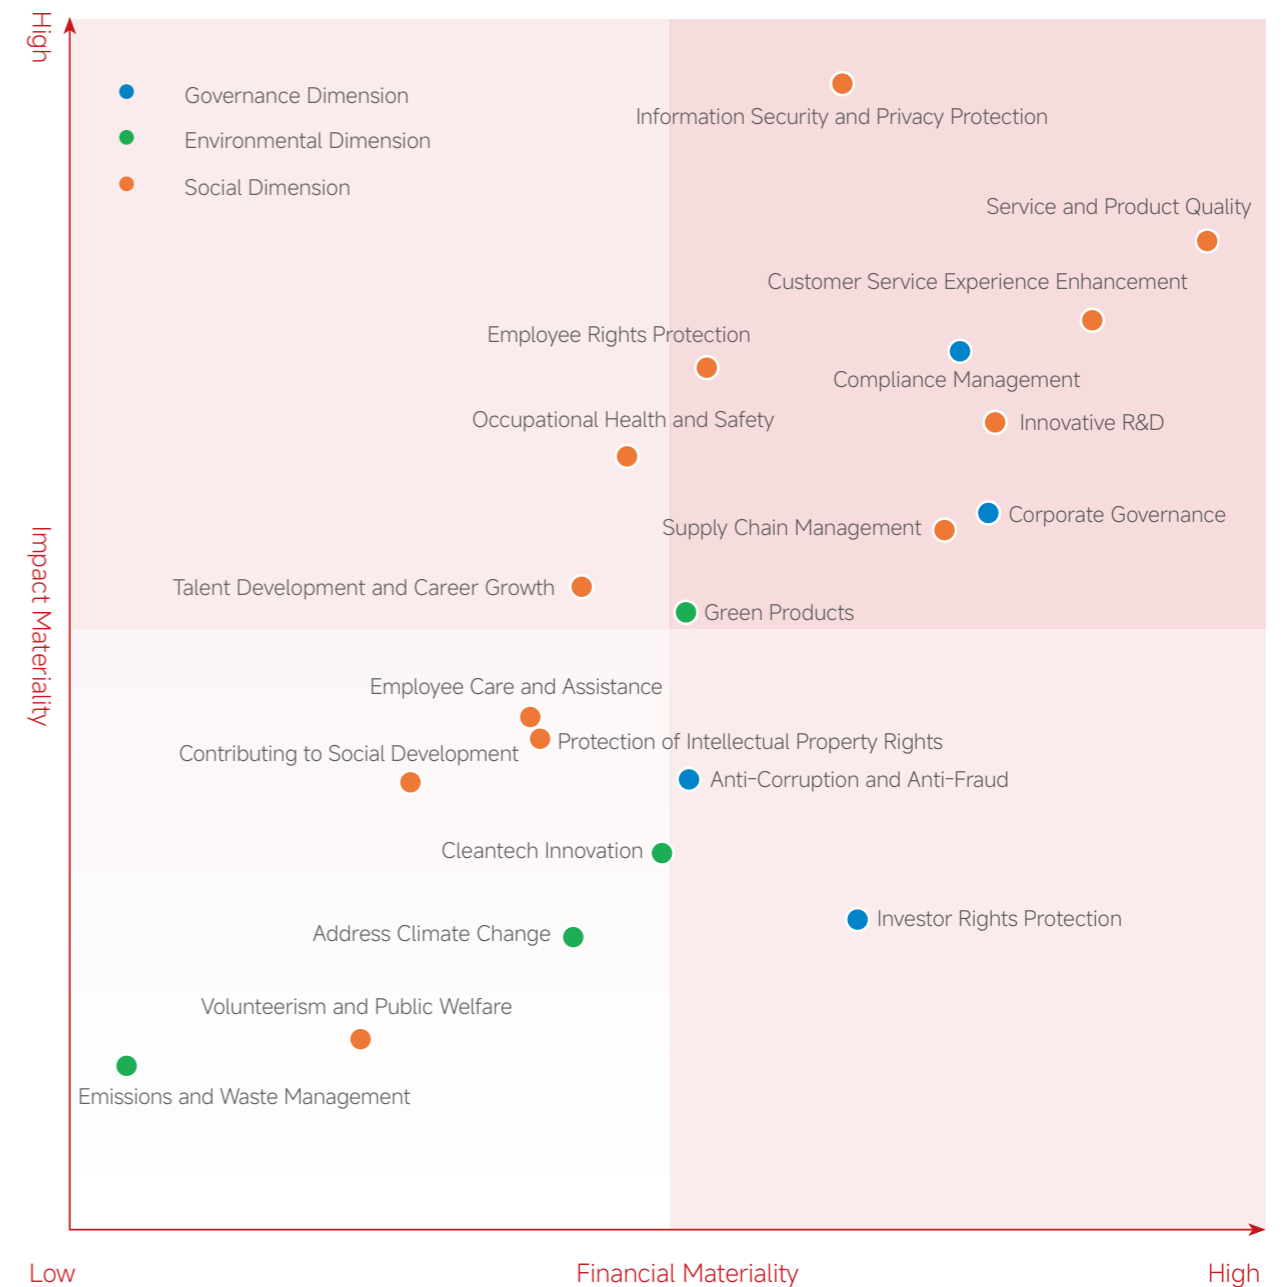 High
Governance Dimension
Environmental Dimension
Social Dimension
Information Security and Privacy Protection
Service and Product Quality
Customer Service Experience Enhancement
Employee Rights Protection
Compliance Management
Occupational Health and Safety
Innovative R&D
Corporate Governance
Supply Chain Management
Talent Development and Career Growth
Green Products
Impact Materiality
Employee Care and Assistance
Protection of Intellectual Property Rights
Contributing to Social Development
Anti-Corruption and Anti-Fraud
Cleantech Innovation
Investor Rights Protection
Address Climate Change
Volunteerism and Public Welfare
Emissions and Waste Management
Low
Financial Materiality
High